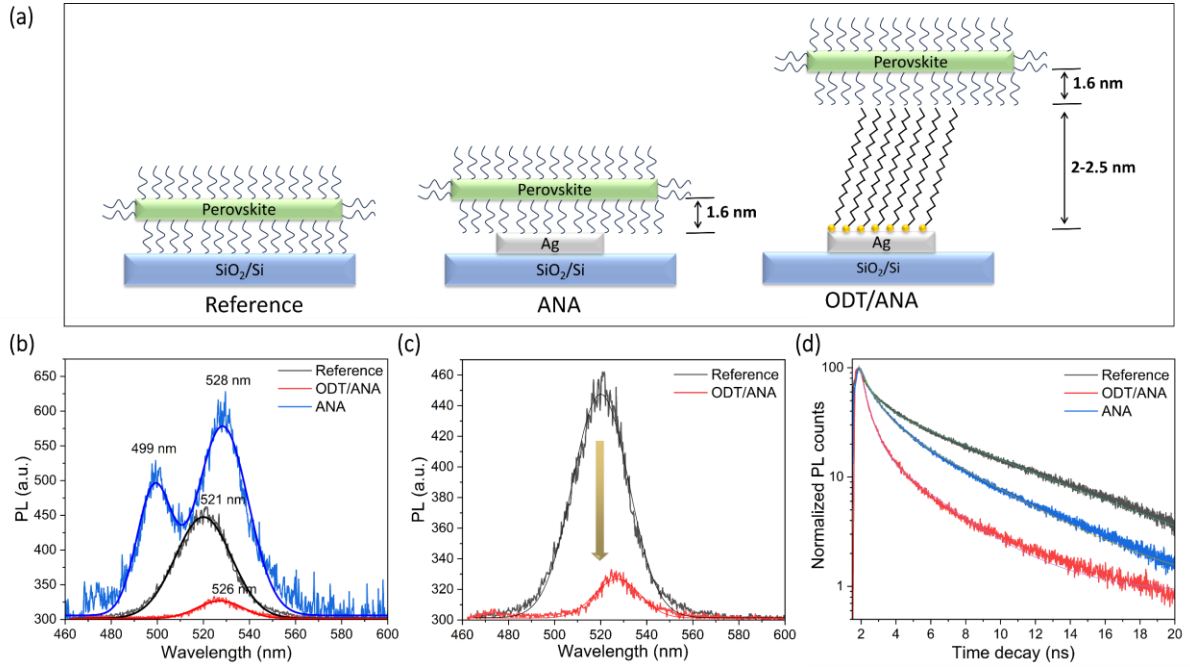 (a)
Perovskite
SiO₂/Si
Reference
Perovskite
1.6 nm
Ag
SiO₂/Si
ANA
Perovskite
1.6 nm
2-2.5 nm
Ag
SiO₂/Si
ODT/ANA
(b)
PL (a.u.)
650
600
550
500
450
400
350
300
460 480 500 520 540 560 580 600
Wavelength (nm)
499 nm
528 nm
521 nm
526 nm
Reference
ODT/ANA
ANA
(c)
PL (a.u.)
460
440
420
400
380
360
340
320
300
460 480 500 520 540 560 580 600
Wavelength (nm)
Reference
ODT/ANA
(d)
Normalized PL counts
100
10
1
2 4 6 8 10 12 14 16 18 20
Time decay (ns)
Reference
ODT/ANA
ANA